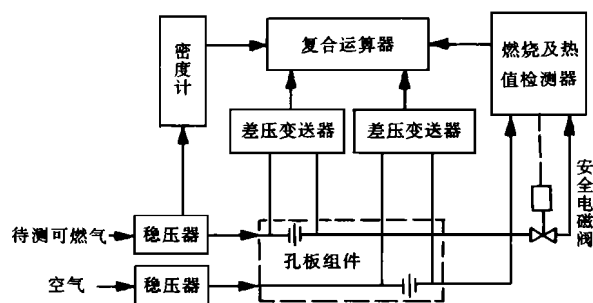 密度计
复合运算器
燃烧及热
值检测器
差压变送器
差压变送器
安全电磁阀
待测可燃气
稳压器
孔板组件
空气
稳压器